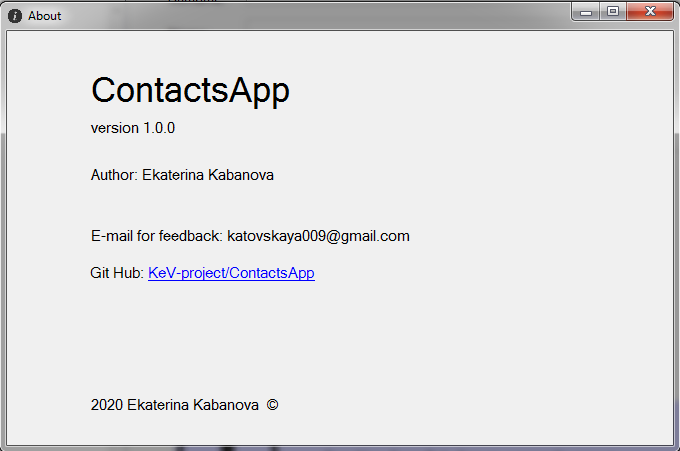 About
ContactsApp
version 1.0.0
Author: Ekaterina Kabanova
E-mail for feedback: katovskaya009@gmail.com
Git Hub: KeV-project/ContactsApp
2020 Ekaterina Kabanova ©